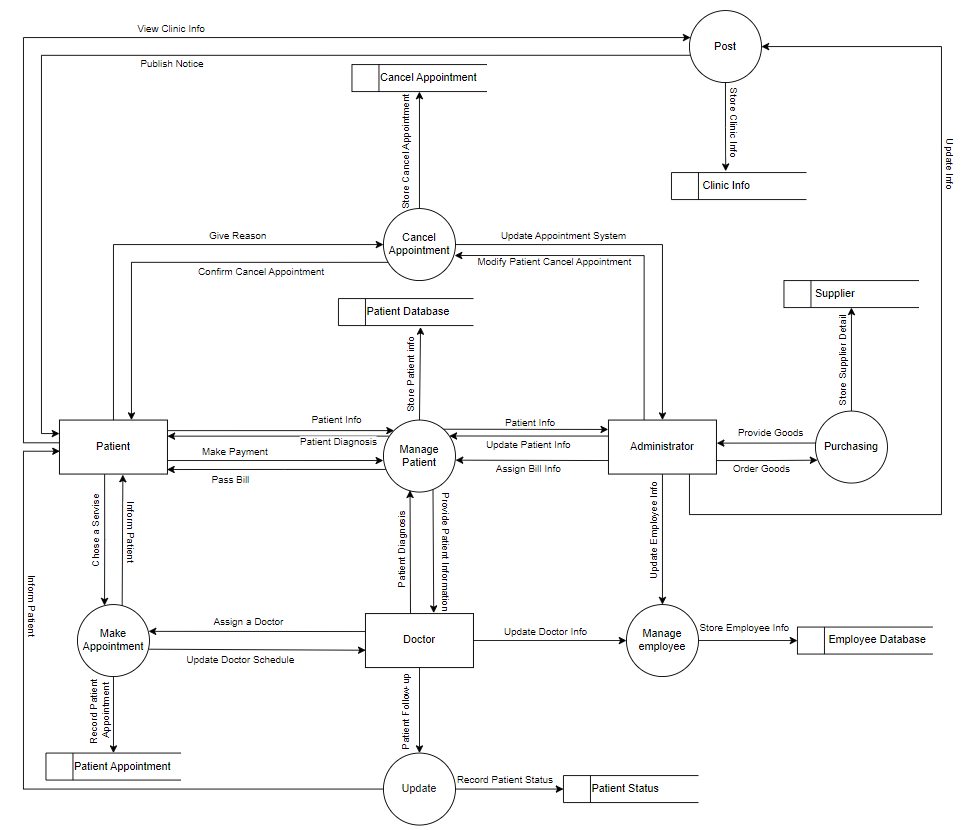 View Clinic Info
Post
Publish Notice
Cancel Appointment
Store Clinic Info
Store Cancel Appointment
Update Info
Clinic Info
Give Reason
Cancel
Appointment
Update Appointment System
Confirm Cancel Appointment
Modify Patient Cancel Appointment
Supplier
Patient Database
Store Patient info
Store Supplier Detail
Patient
Patient Info
Patient Diagnosis
Make Payment
Pass Bill
Manage
Patient
Patient Info
Update Patient Info
Assign Bill Info
Administrator
Provide Goods
Order Goods
Purchasing
Chose a Servise
Inform Patient
Patient Diagnosis
Provide Patient Information
Update Employee Info
Inform Patient
Make
Appointment
Assign a Doctor
Update Doctor Schedule
Doctor
Update Doctor Info
Manage
employee
Store Employee Info
Employee Database
Record Patient
Appointment
Patient Follow-up
Patient Appointment
Update
Record Patient Status
Patient Status